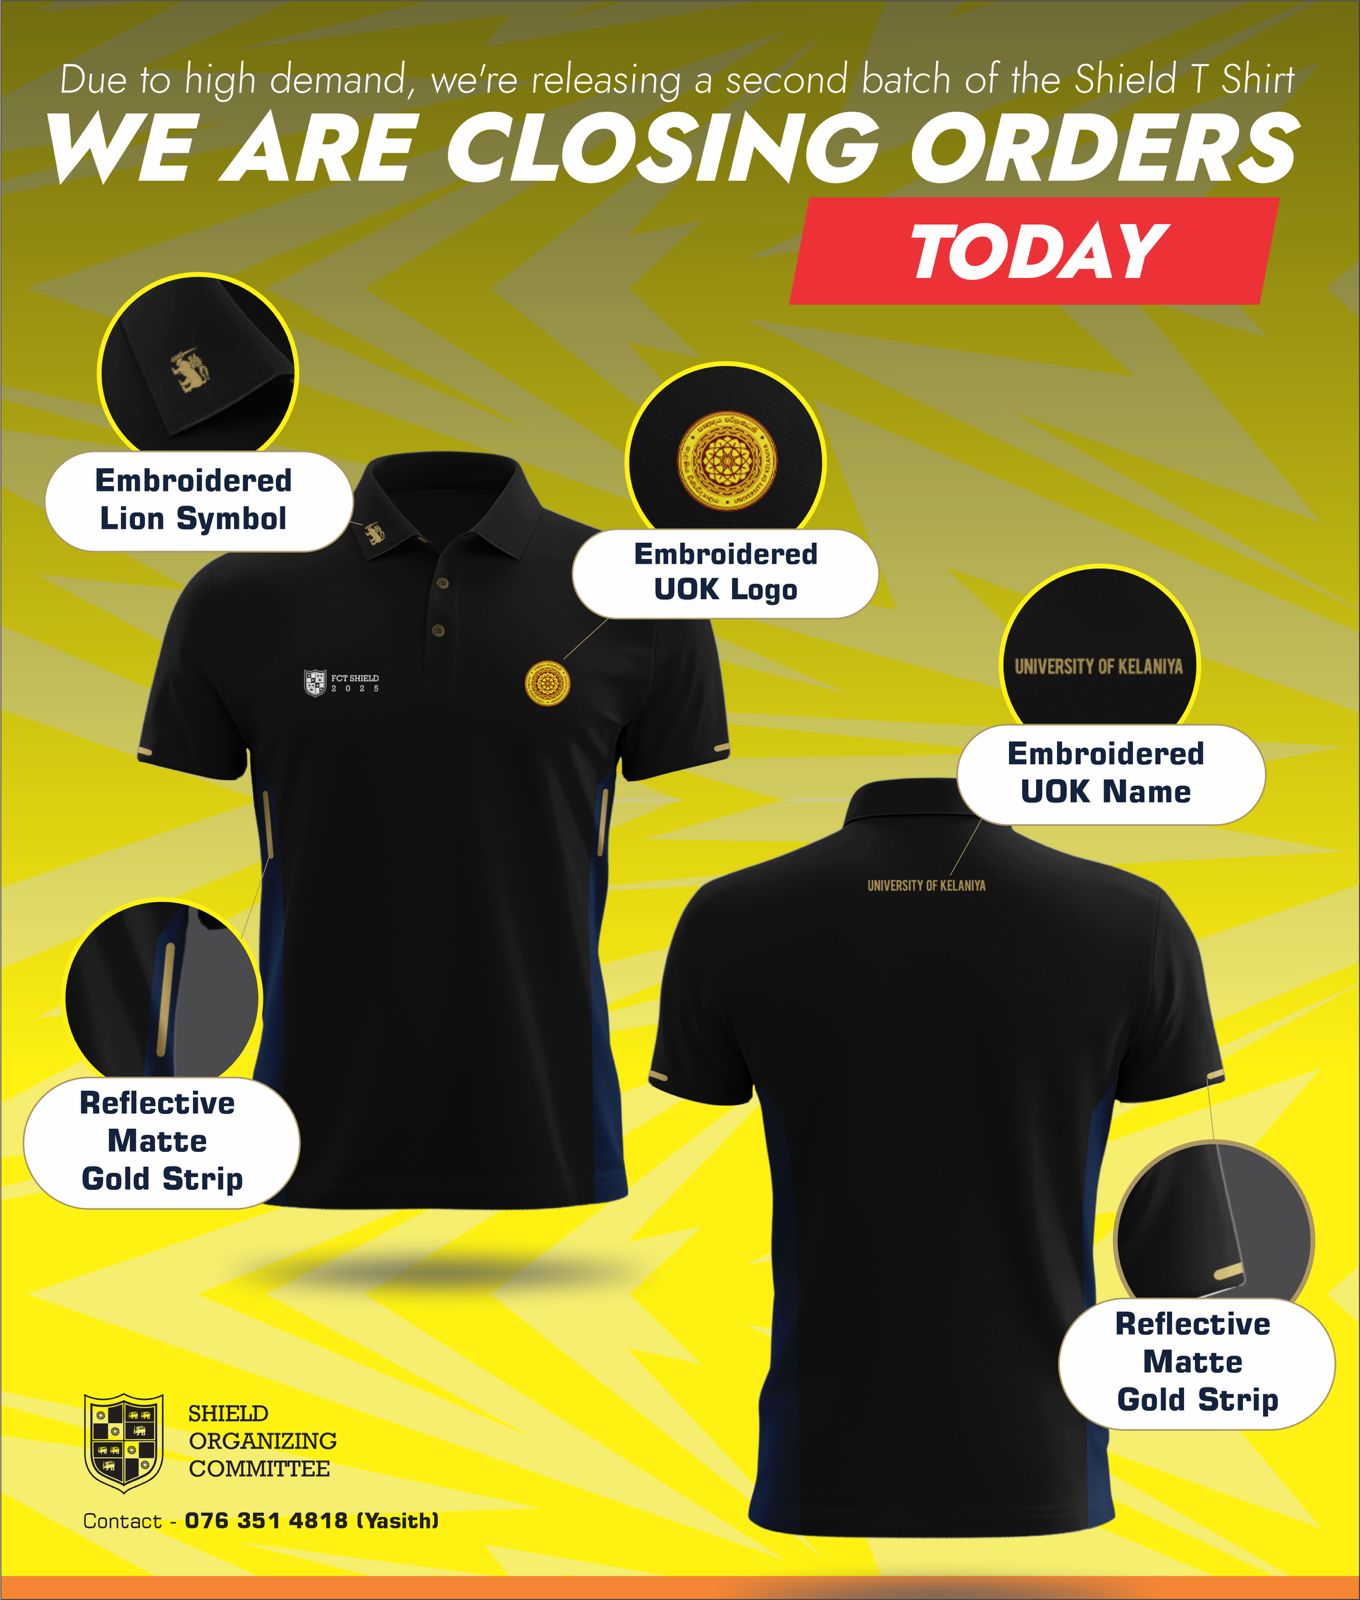 Due to high demand, we're releasing a second batch of the Shield T Shirt
WE ARE CLOSING ORDERS
TODAY
Embroidered
Lion Symbol
Embroidered
UOK Logo
UNIVERSITY OF KELANIYA
Embroidered
UOK Name
FCT SHIELD
2025
UNIVERSITY OF KELANIYA
Reflective
Matte
Gold Strip
Reflective
Matte
Gold Strip
SHIELD
ORGANIZING
COMMITTEE
Contact - 076 351 4818 (Yasith)